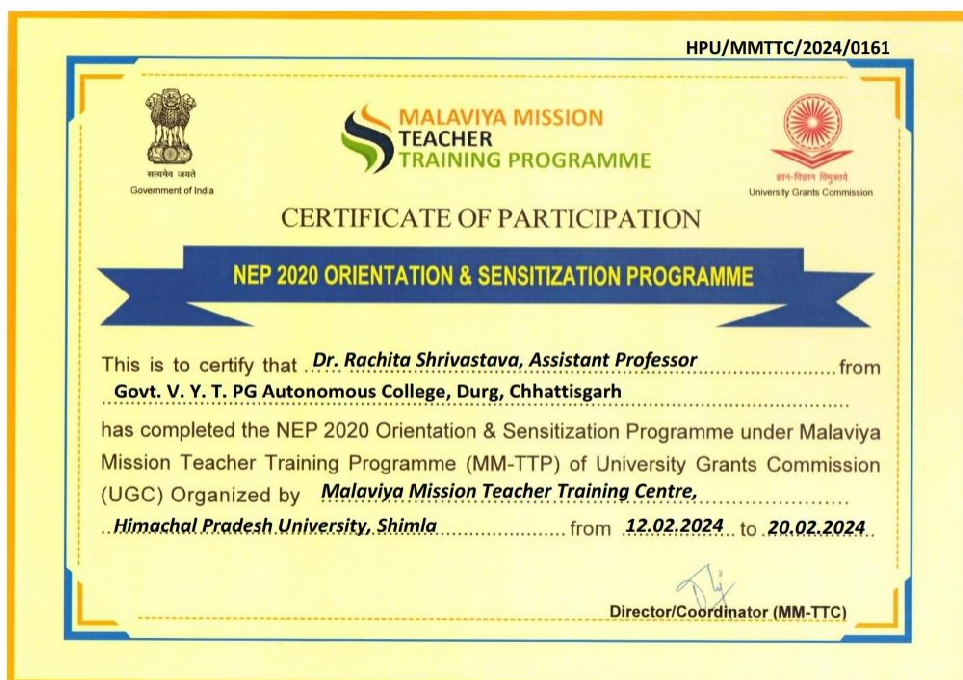 HPU/MMTTC/2024/0161
सत्यमेव जयते
Government of India
MALAVIYA MISSION
TEACHER
TRAINING PROGRAMME
ज्ञान-विज्ञान विमुक्तये
University Grants Commission
CERTIFICATE OF PARTICIPATION
NEP 2020 ORIENTATION & SENSITIZATION PROGRAMME
This is to certify that Dr. Rachita Shrivastava, Assistant Professor from
Govt. V. Y. T. PG Autonomous College, Durg, Chhattisgarh
has completed the NEP 2020 Orientation & Sensitization Programme under Malaviya
Mission Teacher Training Programme (MM-TTP) of University Grants Commission
(UGC) Organized by Malaviya Mission Teacher Training Centre,
Himachal Pradesh University, Shimla from 12.02.2024 to 20.02.2024
Director/Coordinator (MM-TTC)